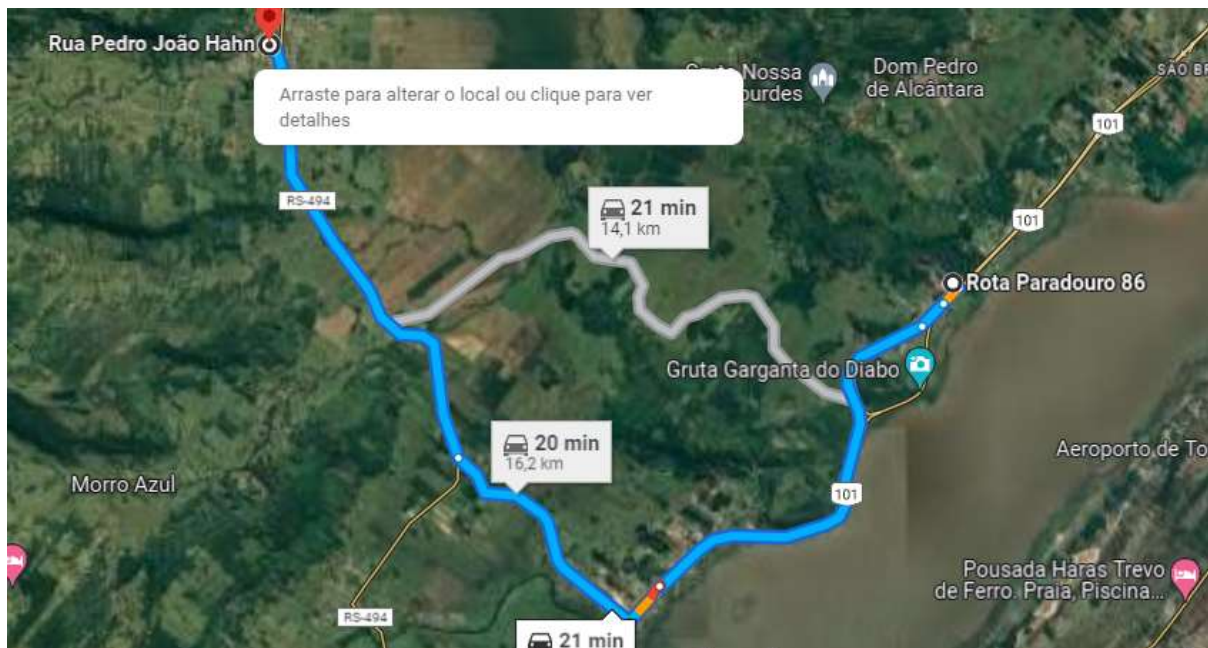 Rua Pedro João Hahn
Arraste para alterar o local ou clique para ver
detalhes
Nossa
Dom Pedro
de Alcântara
SÃO
101
RS-494
21 min
14,1 km
101
Rota Paradouro 86
Gruta Garganta do Diabo
20 min
16,2 km
Aeroporto de
Morro Azul
101
Pousada Haras Trevo
de Ferro. Praia, Piscina...
RS-494
21 min